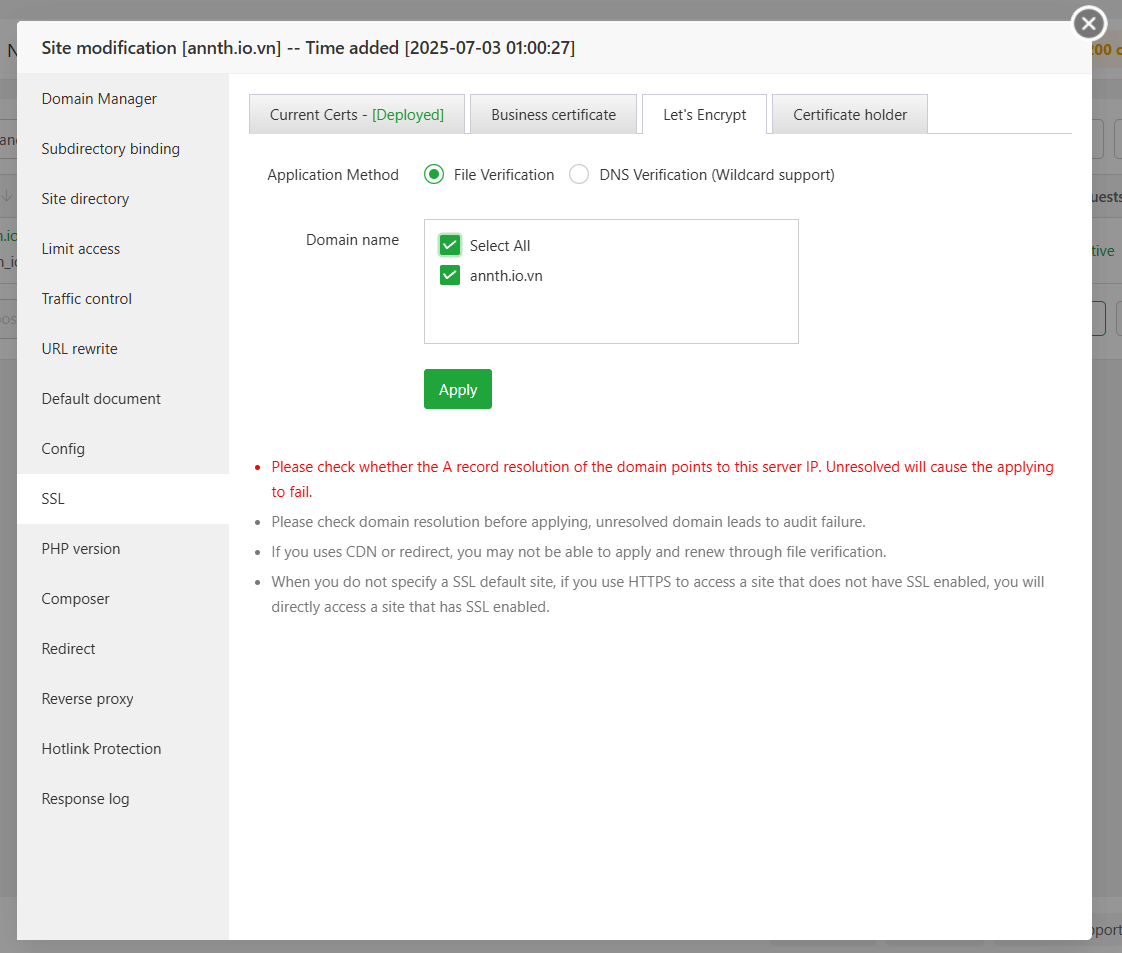 Site modification [annth.io.vn] -- Time added [2025-07-03 01:00:27]
Domain Manager
Subdirectory binding
Site directory
Limit access
Traffic control
URL rewrite
Default document
Config
SSL
PHP version
Composer
Redirect
Reverse proxy
Hotlink Protection
Response log
Current Certs - [Deployed]
Business certificate
Let's Encrypt
Certificate holder
Application Method
File Verification
DNS Verification (Wildcard support)
Domain name
Select All
annth.io.vn
Apply
Please check whether the A record resolution of the domain points to this server IP. Unresolved will cause the applying
to fail.
Please check domain resolution before applying, unresolved domain leads to audit failure.
If you uses CDN or redirect, you may not be able to apply and renew through file verification.
When you do not specify a SSL default site, if you use HTTPS to access a site that does not have SSL enabled, you will
directly access a site that has SSL enabled.